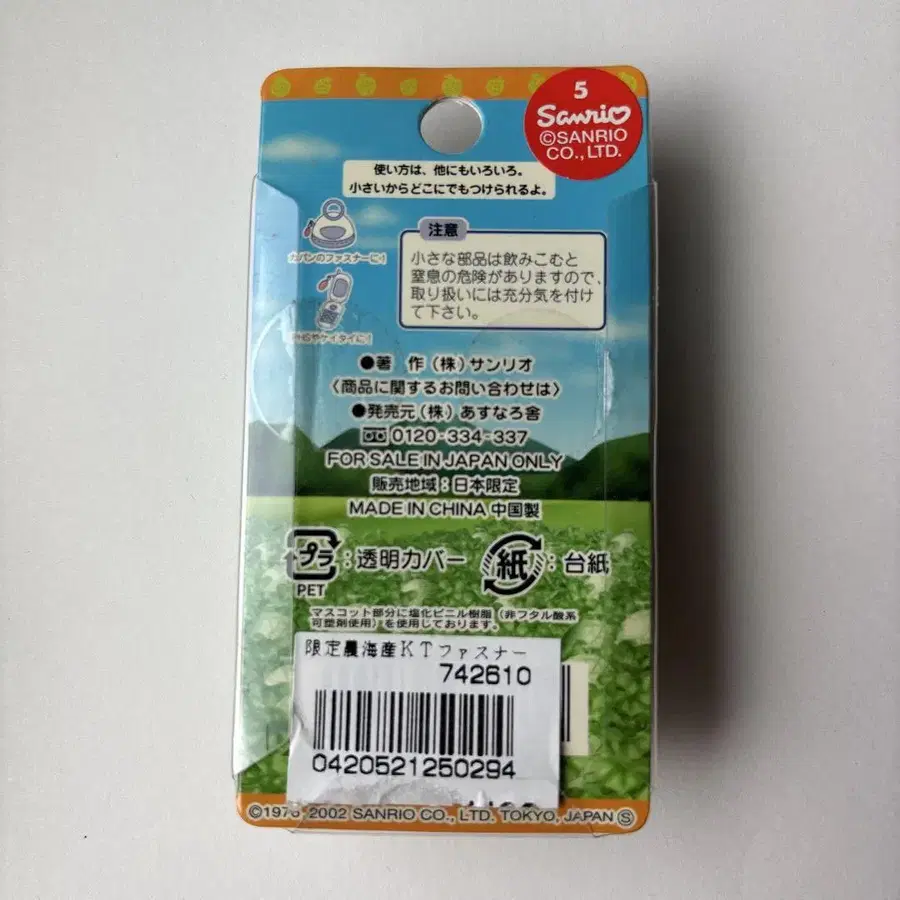 5
Sanrio
©SANRIO
CO., LTD.
使い方は、他にもいろいろ。
小さいからどこにでもつけられるよ。
カバンのファスナーに!
注意
小さな部品は飲みこむと
窒息の危険がありますので、
取り扱いには充分気を付け
て下さい。
やケイタイに!
●著 作(株)サンリオ
〈商品に関するお問い合わせは〉
●発売元(株)あすなろ舎
0120-334-337
FOR SALE IN JAPAN ONLY
販売地域:日本限定
MADE IN CHINA 中国製
プラ:透明カバー
PET
紙:台紙
マスコット部分に塩化ビニル樹脂(非フタル酸系
可塑剤使用)を使用しております。
限定農海産KTファスナー
742610
0420521250294
©1976, 2002 SANRIO CO., LTD. TOKYO, JAPAN Ⓢ